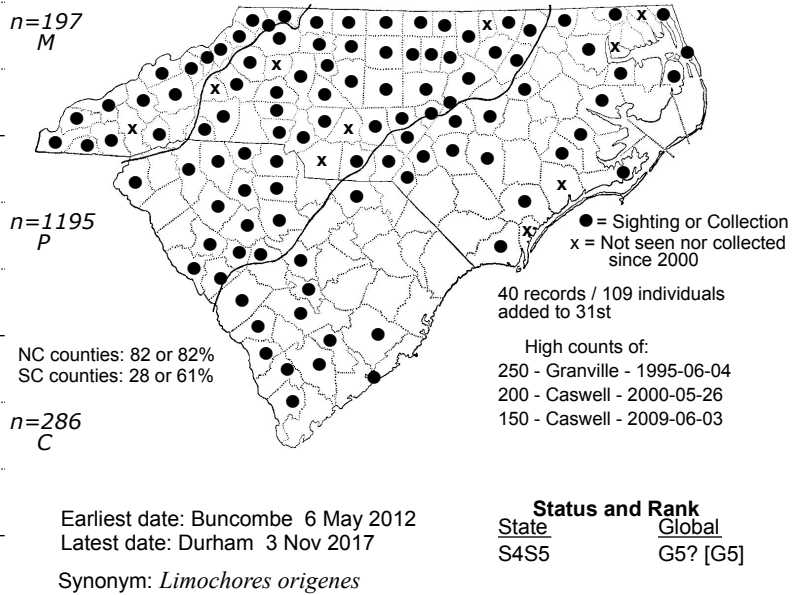 n=197
M
n=1195
P
n=286
C
x
x
x
x
x
x
x
x
x
x
● = Sighting or Collection
x = Not seen nor collected
since 2000
40 records / 109 individuals
added to 31st
High counts of:
250 - Granville - 1995-06-04
200 - Caswell - 2000-05-26
150 - Caswell - 2009-06-03
NC counties: 82 or 82%
SC counties: 28 or 61%
Earliest date: Buncombe 6 May 2012
Latest date: Durham 3 Nov 2017
Synonym: Limochores origenes
Status and Rank
State Global
S4S5 G5? [G5]